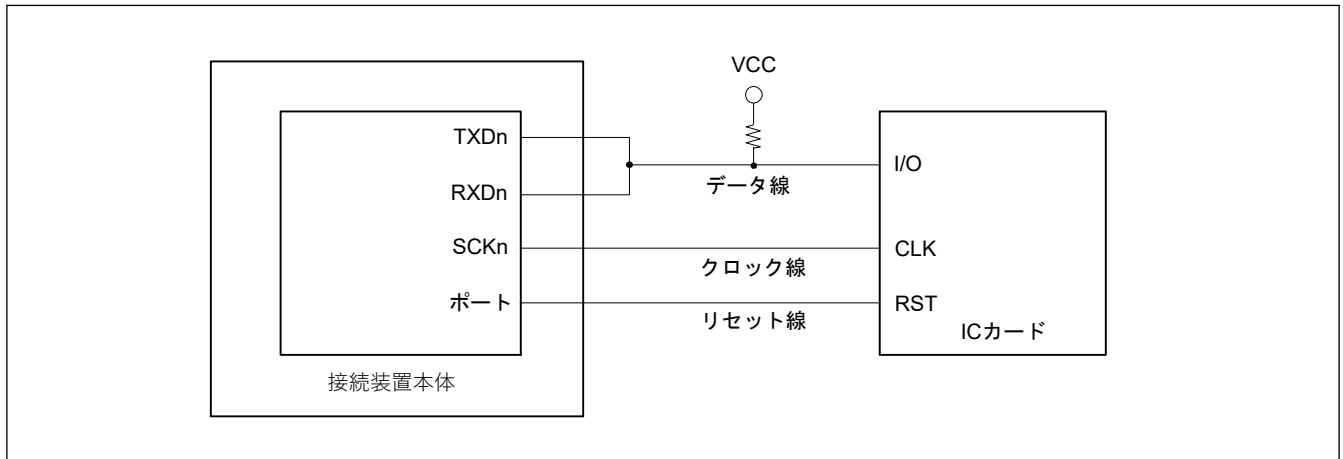 VCC
TXDn
RXDn
SCKn
ポート
接続装置本体
データ線
クロック線
リセット線
I/O
CLK
RST
ICカード